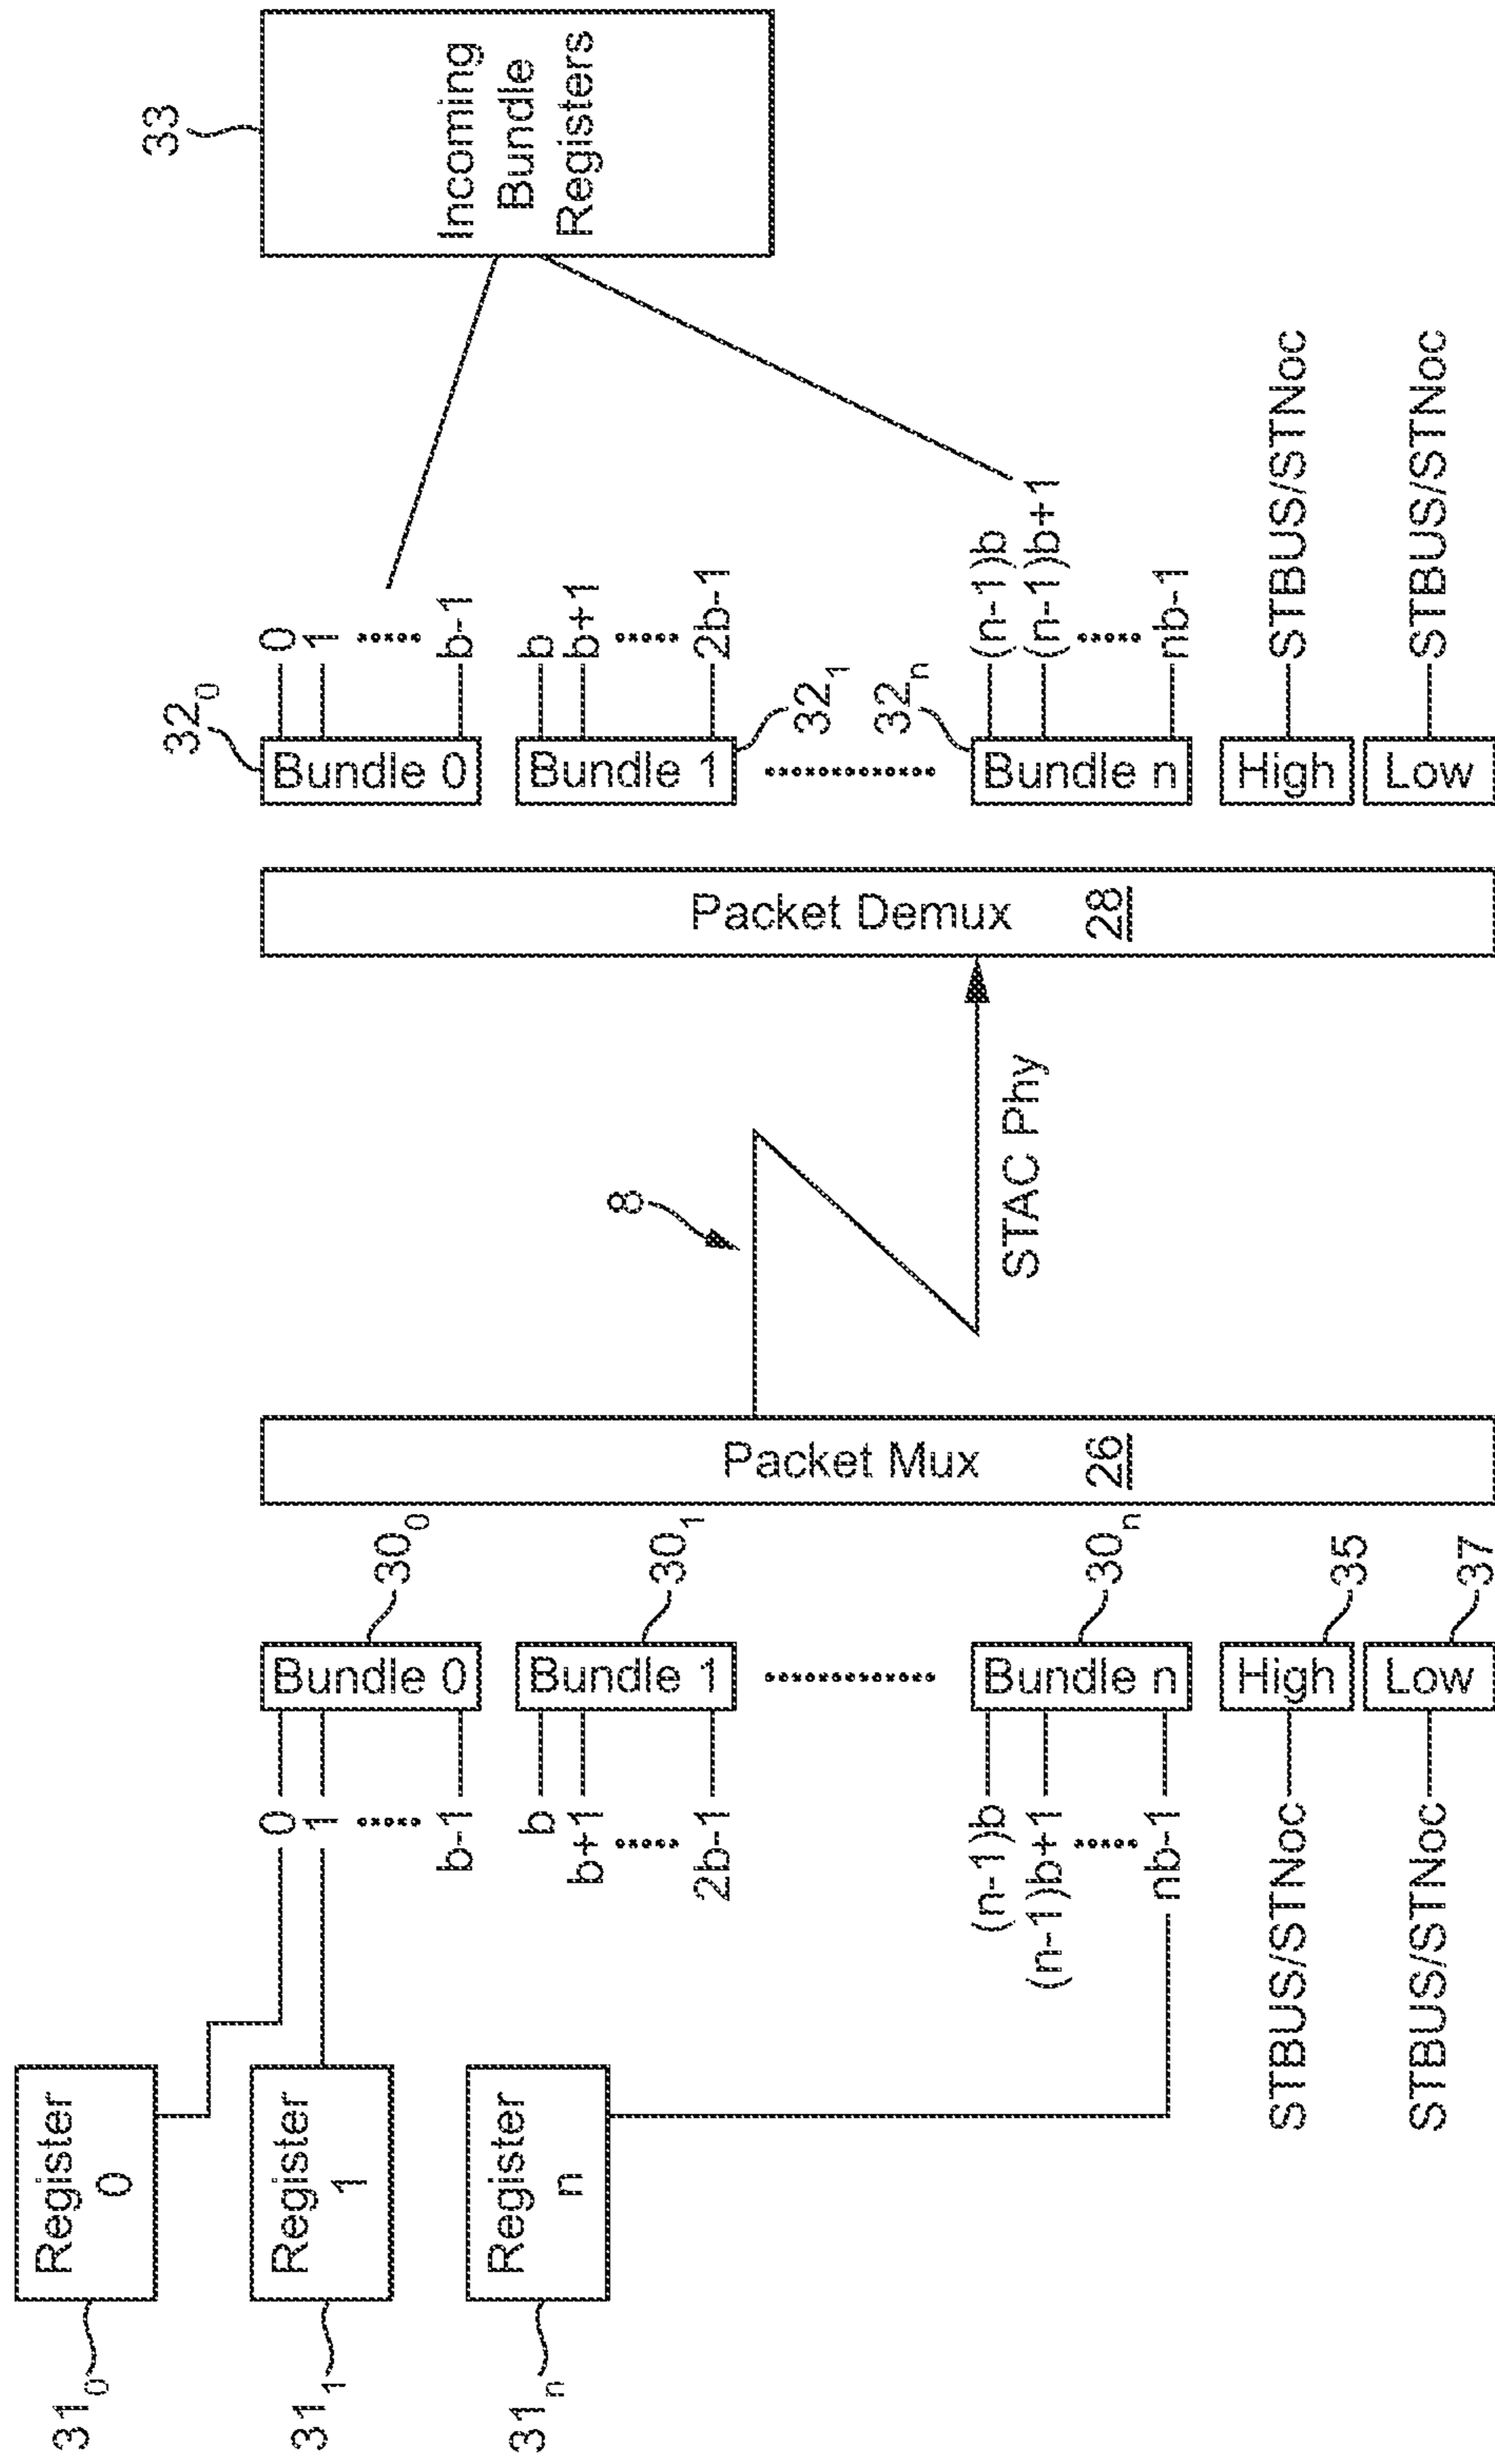 31₀
Register
0
31₁
Register
1
31ₙ
Register
n
0
1
b-1
b
b+1
2b-1
(n-1)b
(n-1)b+1
nb-1
STBUS/STNoc
STBUS/STNoc
Bundle 0
30₀
Bundle 1
30₁
Bundle n
30ₙ
High
35
Low
37
Packet Mux 26
8
STAC Phy
Packet Demux 28
Bundle 0
32₀
Bundle 1
32₁
Bundle n
32ₙ
High
Low
0
1
b-1
b
b+1
2b-1
(n-1)b
(n-1)b+1
nb-1
STBUS/STNoc
STBUS/STNoc
33
Incoming
Bundle
Registers